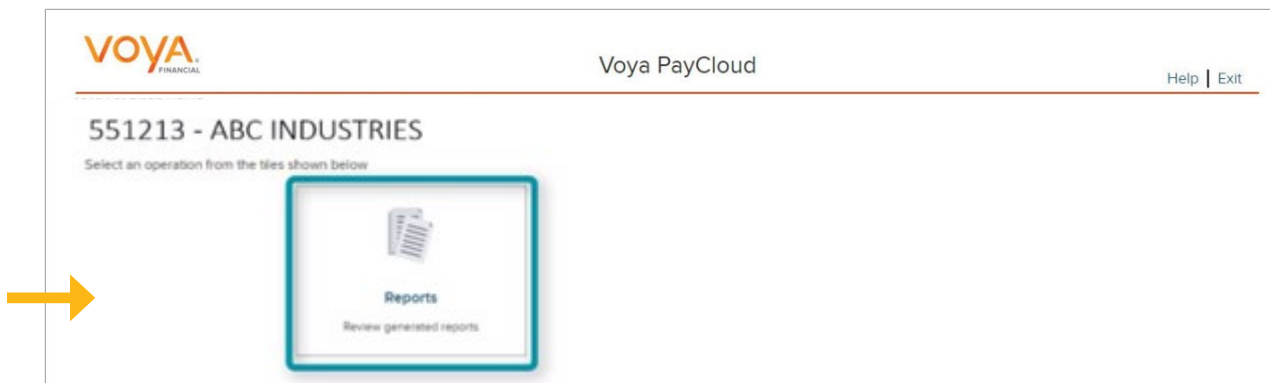 VOYA
FINANCIAL
Voya PayCloud
Help | Exit
551213 - ABC INDUSTRIES
Select an operation from the tiles shown below
Reports
Review generated reports